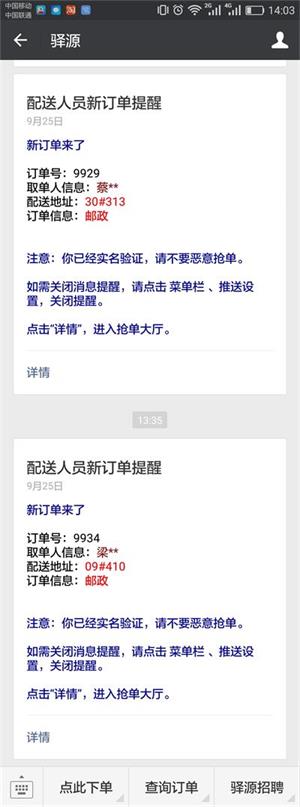 中国移动
中国联通
2G
4G
14:03
驿源
配送人员新订单提醒
9月25日
新订单来了
订单号：9929
取单人信息：蔡**
配送地址：30#313
订单信息：邮政
注意：你已经实名验证，请不要恶意抢单。
如需关闭消息提醒，请点击 菜单栏 、推送设
置，关闭提醒。
点击“详情”，进入抢单大厅。
详情
13:35
配送人员新订单提醒
9月25日
新订单来了
订单号：9934
取单人信息：梁**
配送地址：09#410
订单信息：邮政
注意：你已经实名验证，请不要恶意抢单。
如需关闭消息提醒，请点击 菜单栏 、推送设
置，关闭提醒。
点击“详情”，进入抢单大厅。
详情
点此下单
查询订单
驿源招聘